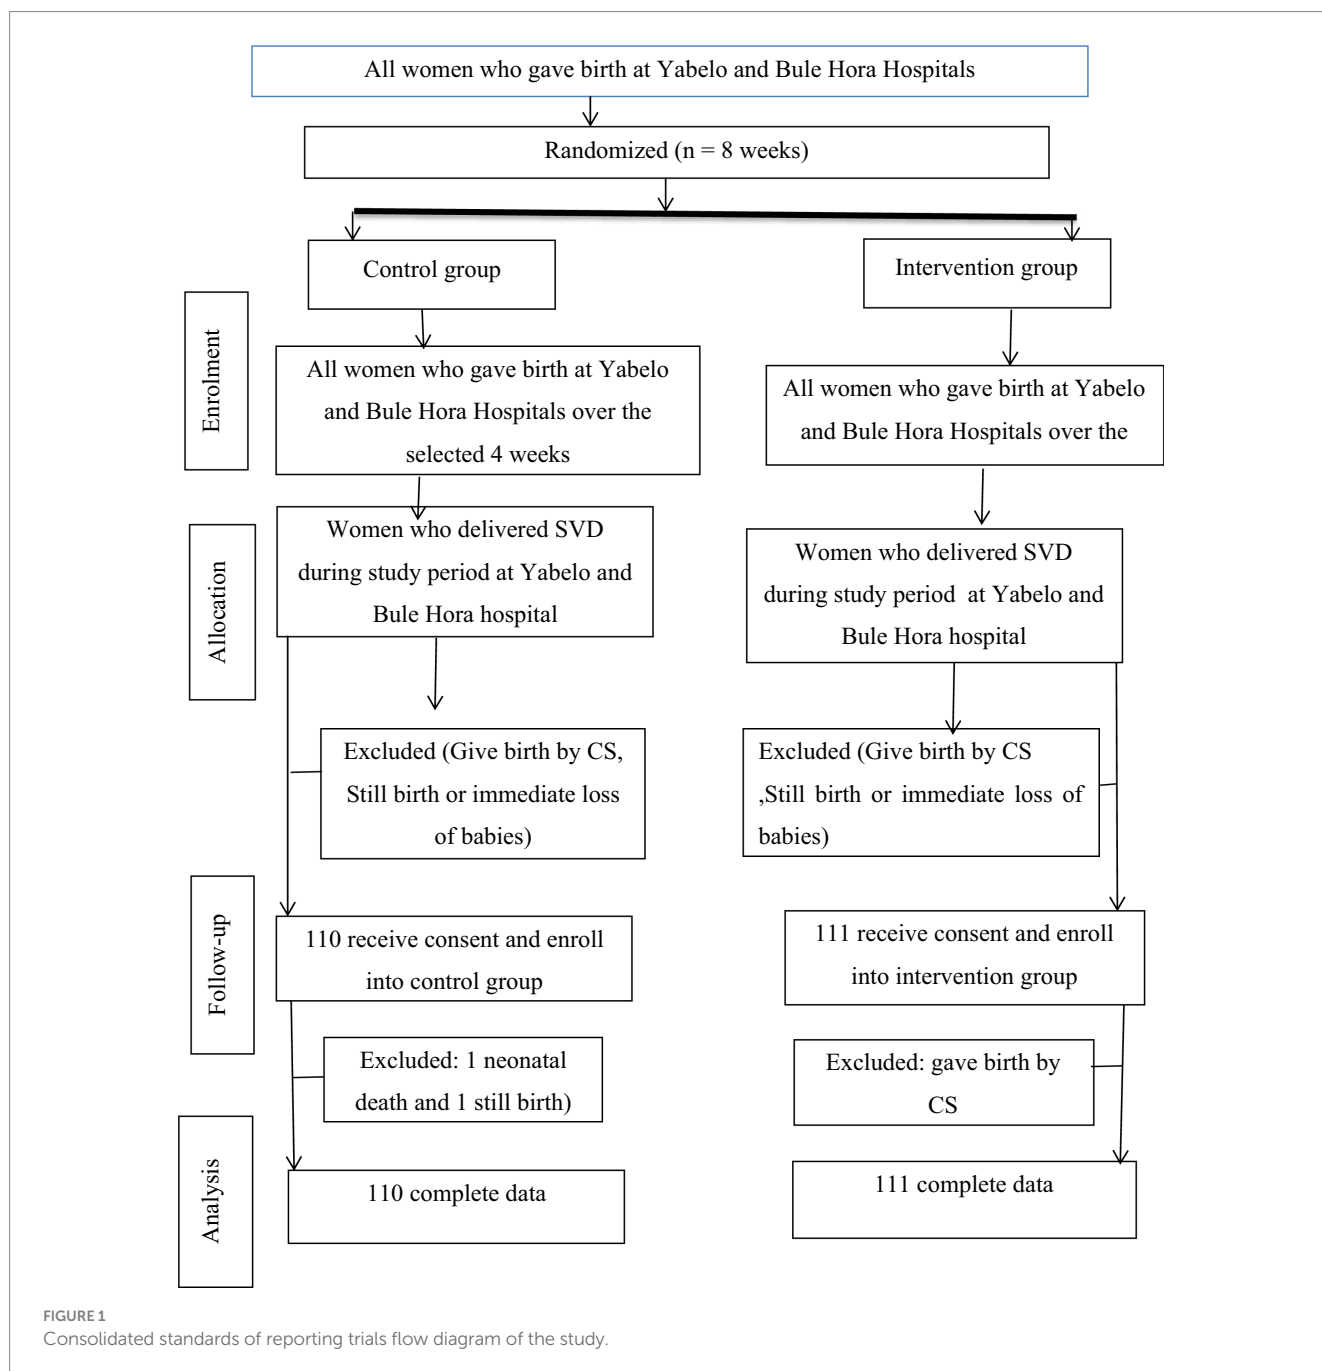 All women who gave birth at Yabelo and Bule Hora Hospitals
Randomized (n = 8 weeks)
Control group
Intervention group
Enrolment
All women who gave birth at Yabelo
and Bule Hora Hospitals over the
selected 4 weeks
All women who gave birth at Yabelo
and Bule Hora Hospitals over the
Allocation
Women who delivered SVD
during study period at Yabelo and
Bule Hora hospital
Women who delivered SVD
during study period at Yabelo and
Bule Hora hospital
Excluded (Give birth by CS,
Still birth or immediate loss
of babies)
Excluded (Give birth by CS
,Still birth or immediate loss of
babies)
Follow-up
110 receive consent and enroll
into control group
111 receive consent and enroll
into intervention group
Excluded: 1 neonatal
death and 1 still birth)
Excluded: gave birth by
CS
Analysis
110 complete data
111 complete data
FIGURE 1
Consolidated standards of reporting trials flow diagram of the study.